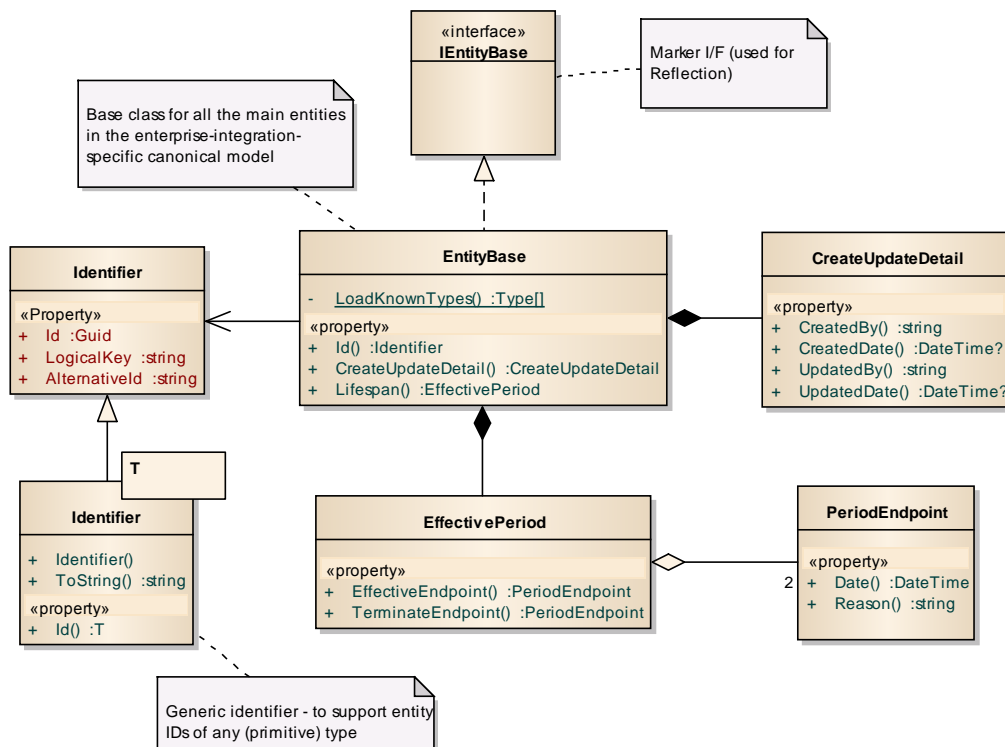 «interface»
IEntityBase
Marker I/F (used for
Reflection)
Base class for all the main entities
in the enterprise-integration-
specific canonical model
EntityBase
- LoadKnownTypes() :Type[]
«property»
+ Id() :Identifier
+ CreateUpdateDetail() :CreateUpdateDetail
+ Lifespan() :EffectivePeriod
Identifier
«Property»
+ Id :Guid
+ LogicalKey :string
+ AlternativeId :string
CreateUpdateDetail
«property»
+ CreatedBy() :string
+ CreatedDate() :DateTime?
+ UpdatedBy() :string
+ UpdatedDate() :DateTime?
T
Identifier
+ Identifier()
+ ToString() :string
«property»
+ Id() :T
EffectivePeriod
«property»
+ EffectiveEndpoint() :PeriodEndpoint
+ TerminateEndpoint() :PeriodEndpoint
2
PeriodEndpoint
«property»
+ Date() :DateTime
+ Reason() :string
Generic identifier - to support entity
IDs of any (primitive) type